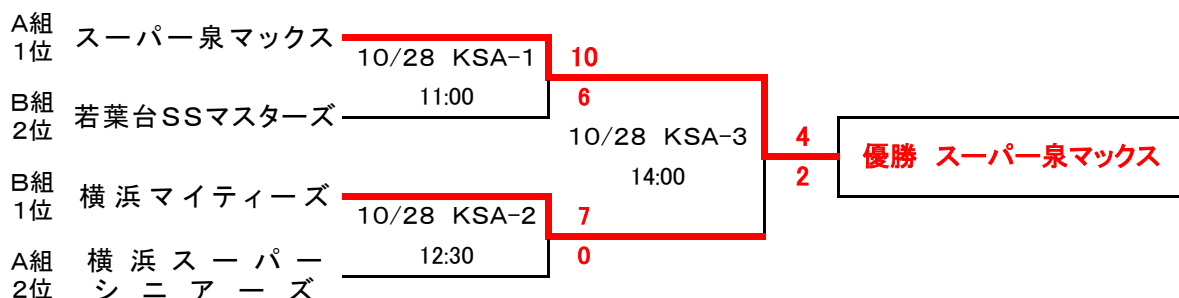 A組
1位
スーパー泉マックス
10/28 KSA-1
11:00
10
6
B組
2位
若葉台SSマスターズ
10/28 KSA-3
14:00
4
2
優勝 スーパー泉マックス
B組
1位
横浜マイティーズ
10/28 KSA-2
12:30
7
0
A組
2位
横浜スーパー
シニアーズ